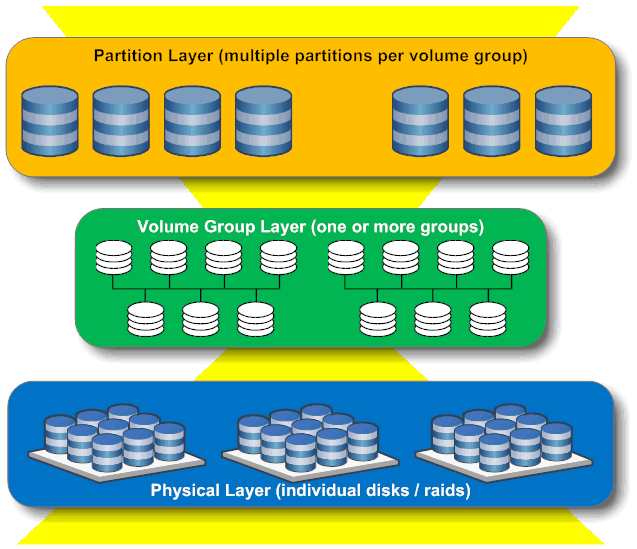 Partition Layer (multiple partitions per volume group)
Volume Group Layer (one or more groups)
Physical Layer (individual disks / raids)